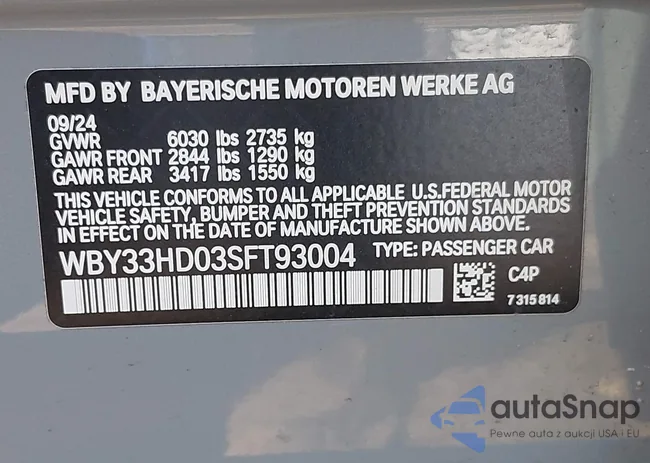 MFD BY BAYERISCHE MOTOREN WERKE AG
09/24
GVWR 6030 lbs 2735 kg
GAWR FRONT 2844 lbs 1290 kg
GAWR REAR 3417 lbs 1550 kg
THIS VEHICLE CONFORMS TO ALL APPLICABLE U.S.FEDERAL MOTOR
VEHICLE SAFETY, BUMPER AND THEFT PREVENTION STANDARDS
IN EFFECT ON THE DATE OF MANUFACTURE SHOWN ABOVE.
WBY33HD03SFT93004 TYPE: PASSENGER CAR
C4P
7315814
autaSnap
Pewne auta z aukcji USA i EU